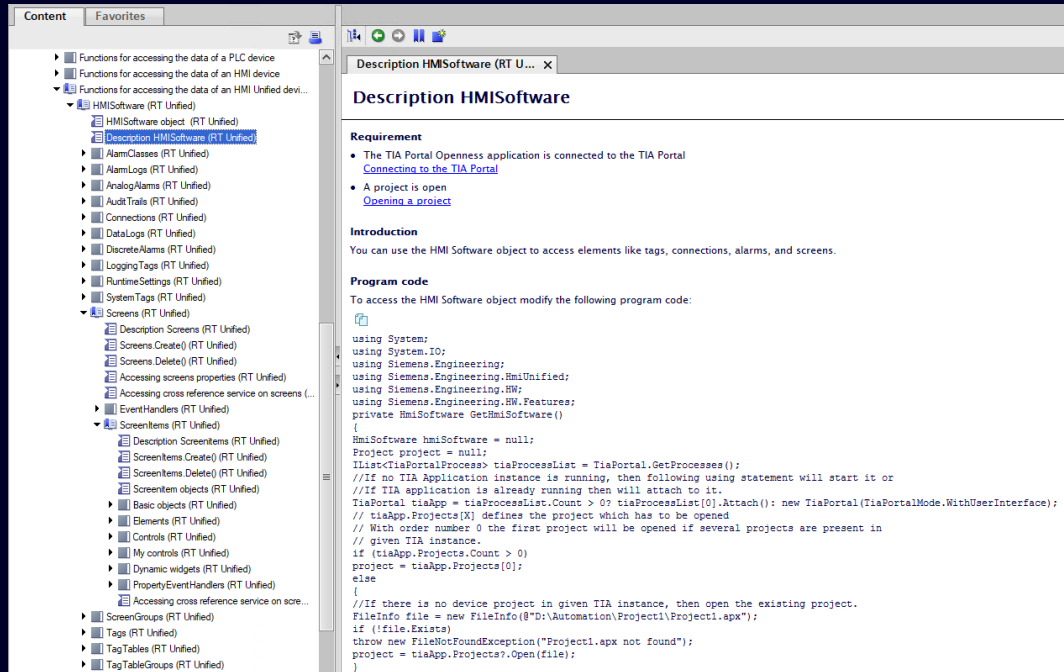 Content
Favorites
Functions for accessing the data of a PLC device
Functions for accessing the data of an HMI device
Functions for accessing the data of an HMI Unified devi...
HMISoftware (RT Unified)
HMISoftware object (RT Unified)
Description HMISoftware (RT Unified)
AlarmClasses (RT Unified)
AlarmLogs (RT Unified)
AnalogAlarms (RT Unified)
AuditTrails (RT Unified)
Connections (RT Unified)
DataLogs (RT Unified)
DiscreteAlarms (RT Unified)
LoggingTags (RT Unified)
RuntimeSettings (RT Unified)
SystemTags (RT Unified)
Screens (RT Unified)
Description Screens (RT Unified)
Screens.Create() (RT Unified)
Screens.Delete() (RT Unified)
Accessing screens properties (RT Unified)
Accessing cross reference service on screens (...
EventHandlers (RT Unified)
ScreenItems (RT Unified)
Description Screenitems (RT Unified)
ScreenItems.Create() (RT Unified)
ScreenItems.Delete() (RT Unified)
Screenitem objects (RT Unified)
Basic objects (RT Unified)
Elements (RT Unified)
Controls (RT Unified)
My controls (RT Unified)
Dynamic widgets (RT Unified)
PropertyEventHandlers (RT Unified)
Accessing cross reference service on scre...
ScreenGroups (RT Unified)
Tags (RT Unified)
TagTables (RT Unified)
TagTableGroups (RT Unified)
Description HMISoftware (RT U... x
Description HMISoftware
Requirement
• The TIA Portal Openness application is connected to the TIA Portal
Connecting to the TIA Portal
• A project is open
Opening a project
Introduction
You can use the HMI Software object to access elements like tags, connections, alarms, and screens.
Program code
To access the HMI Software object modify the following program code:
using System;
using System.IO;
using Siemens.Engineering;
using Siemens.Engineering.HmiUnified;
using Siemens.Engineering.HW;
using Siemens.Engineering.HW.Features;
private HmiSoftware GetHmiSoftware()
{
HmiSoftware hmiSoftware = null;
Project project = null;
IList<TiaPortalProcess> tiaProcessList = TiaPortal.GetProcesses();
//If no TIA Application instance is running, then following using statement will start it or
//If TIA application is already running then will attach to it.
TiaPortal tiaApp = tiaProcessList.Count > 0? tiaProcessList[0].Attach(): new TiaPortal(TiaPortalMode.WithUserInterface);
// tiaApp.Projects[X] defines the project which has to be opened
// With order number 0 the first project will be opened if several projects are present in
// given TIA instance.
if (tiaApp.Projects.Count > 0)
project = tiaApp.Projects[0];
else
{
//If there is no device project in given TIA instance, then open the existing project.
FileInfo file = new FileInfo(@"D:\Automation\Project1\Project1.apx");
if (!file.Exists)
throw new FileNotFoundException("Project1.apx not found");
project = tiaApp.Projects?.Open(file);
}